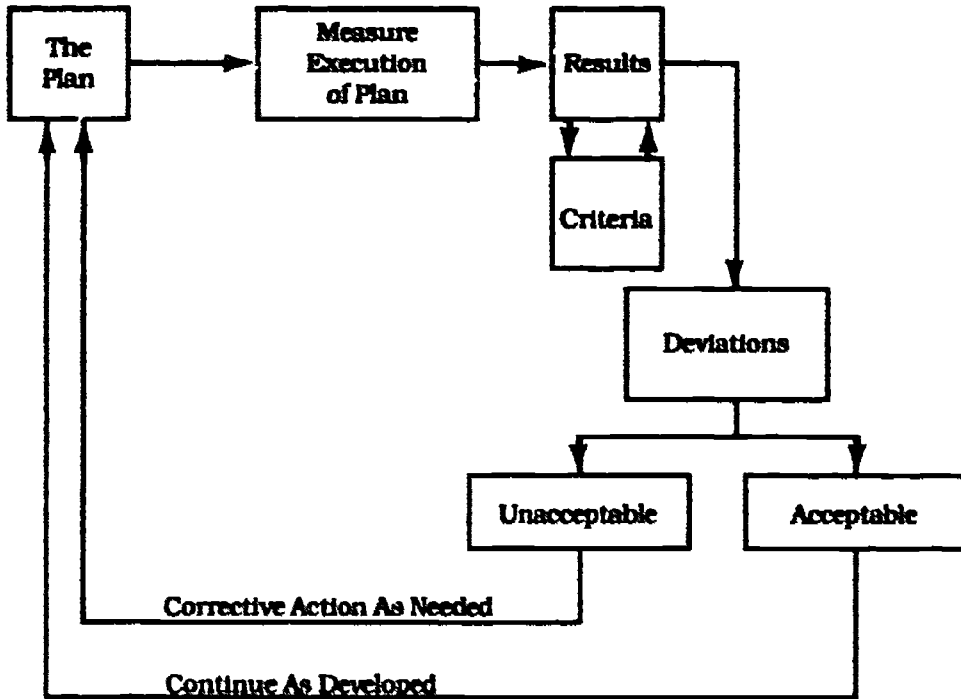 The
Plan
Measure
Execution
of Plan
Results
Criteria
Deviations
Unacceptable
Acceptable
Corrective Action As Needed
Continue As Developed